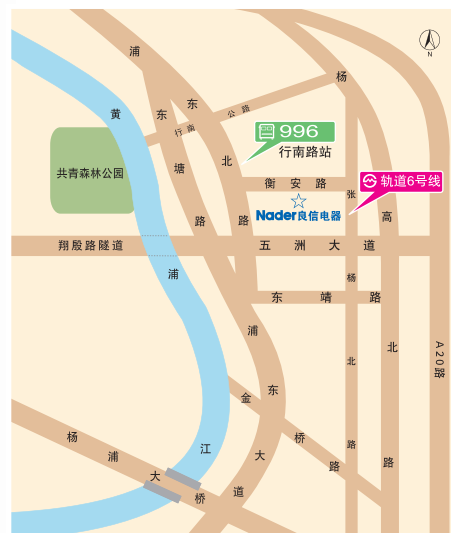 N
浦东北路
杨高北路
黄浦江
东塘路
行南公路
996
行南路站
共青森林公园
衡安路
轨道6号线
张杨北路
Nader良信电器
翔殷路隧道
五洲大道
东靖路
浦东大道
A20路
金桥路
杨浦大桥